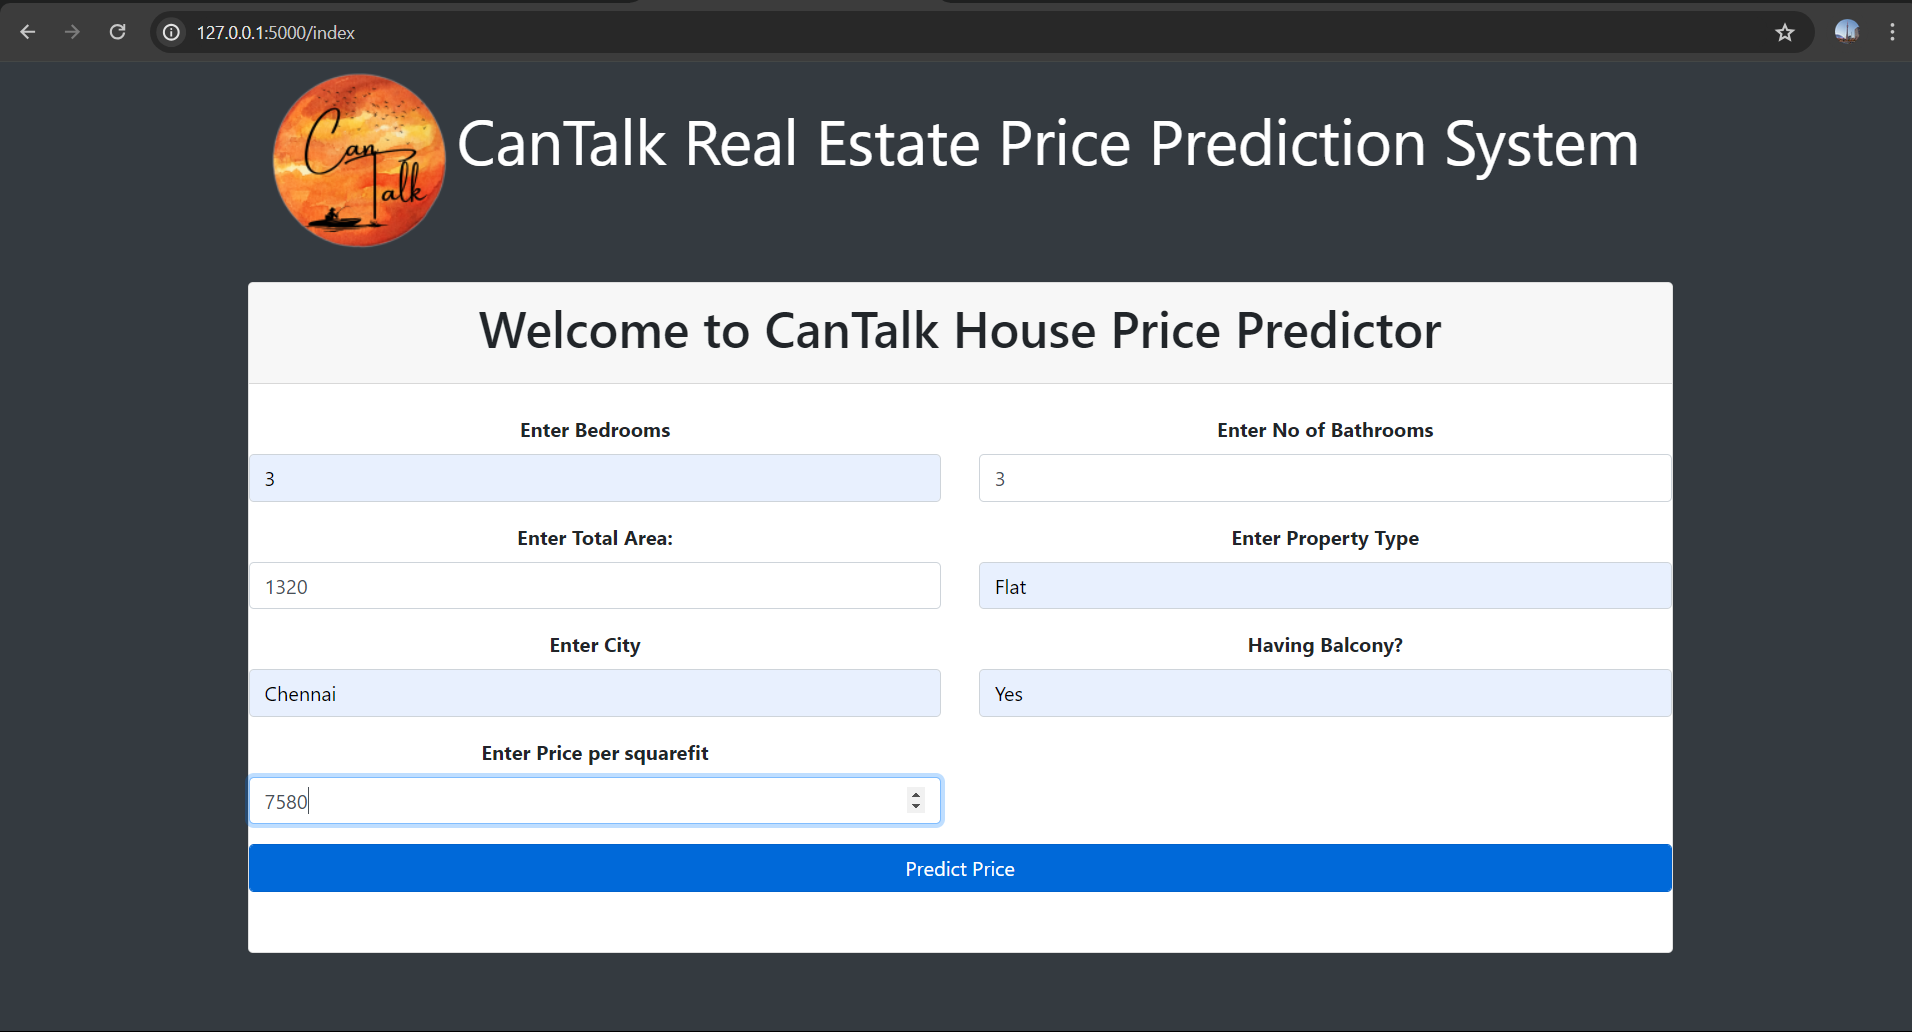 127.0.0.1:5000/index
Can Talk
CanTalk Real Estate Price Prediction System
Welcome to CanTalk House Price Predictor
Enter Bedrooms
3
Enter No of Bathrooms
3
Enter Total Area:
1320
Enter Property Type
Flat
Enter City
Chennai
Having Balcony?
Yes
Enter Price per squarefit
7580
Predict Price